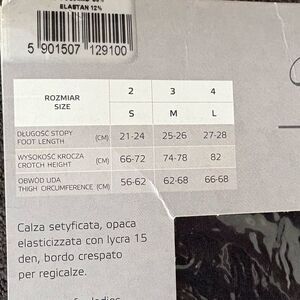 ELASTAN 12%
5 901507 129100
ROZMIAR 2 3 4
SIZE S M L
DŁUGOŚĆ STOPY
FOOT LENGTH (CM) 21-24 25-26 27-28
WYSOKOŚĆ KROCZA
CROTCH HEIGHT (CM) 66-72 74-78 82
OBWÓD UDA
THIGH CIRCUMFERENCE (CM) 56-62 62-68 66-68
Calza setyficata, opaca
elasticizzata con lycra 15
den, bordo crespato
per regicalze.